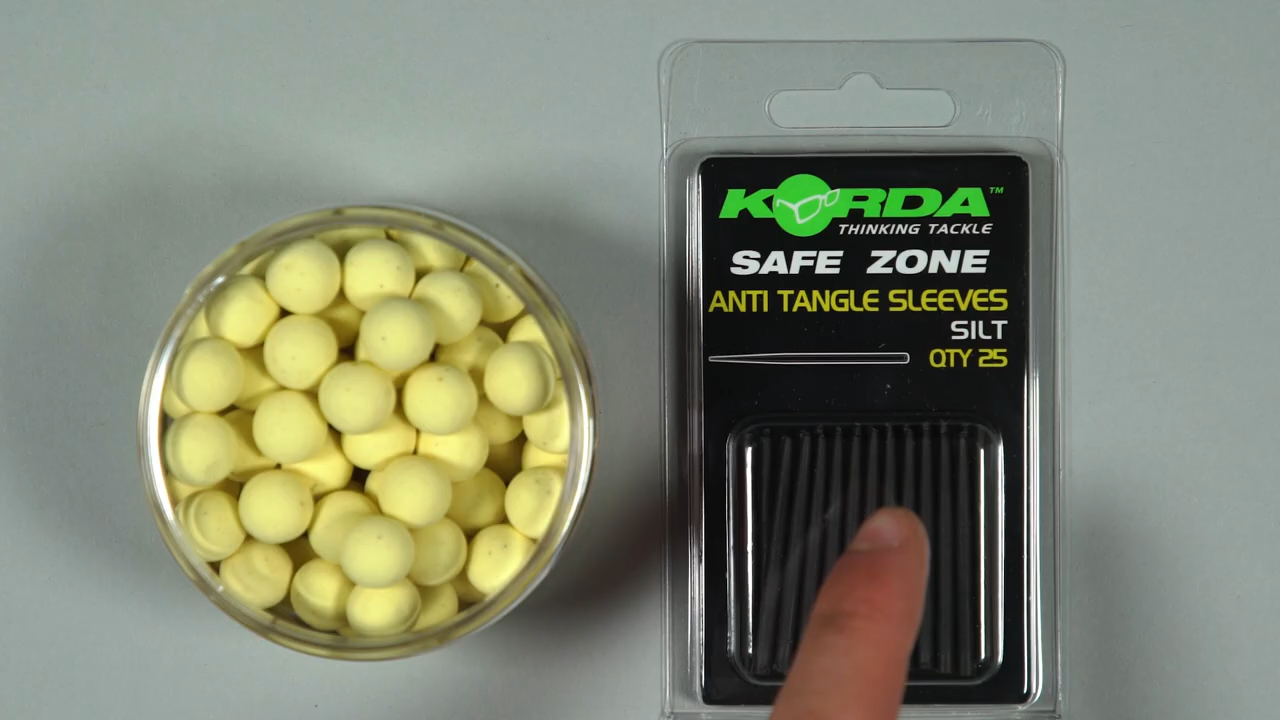 KORDA™
THINKING TACKLE
SAFE ZONE
ANTI TANGLE SLEEVES
SILT
QTY 25